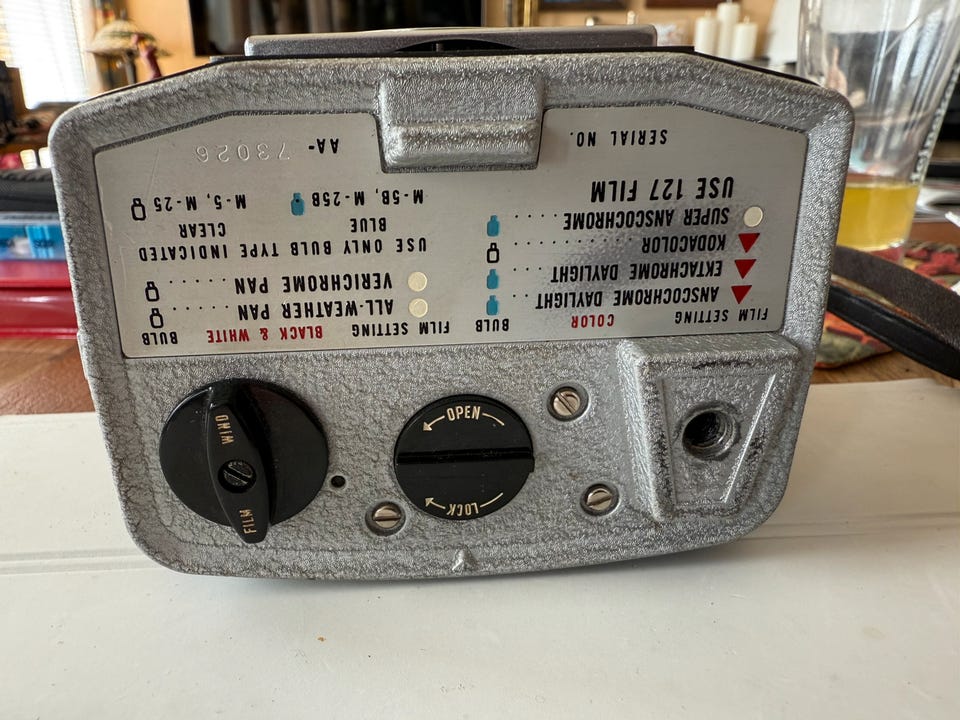 FILM SETTING COLOR BULB
ANSCOCHROME DAYLIGHT ......
EKTACHROME DAYLIGHT ....
KODACOLOR ............
SUPER ANSCOCHROME ......
USE 127 FILM
FILM SETTING BLACK & WHITE BULB
ALL-WEATHER PAN .....
VERICHROME PAN .......
USE ONLY BULB TYPE INDICATED
BLUE CLEAR
M-5B, M-25B M-5, M-25
SERIAL NO. AA- 73026
FILM WIND
OPEN
LOCK